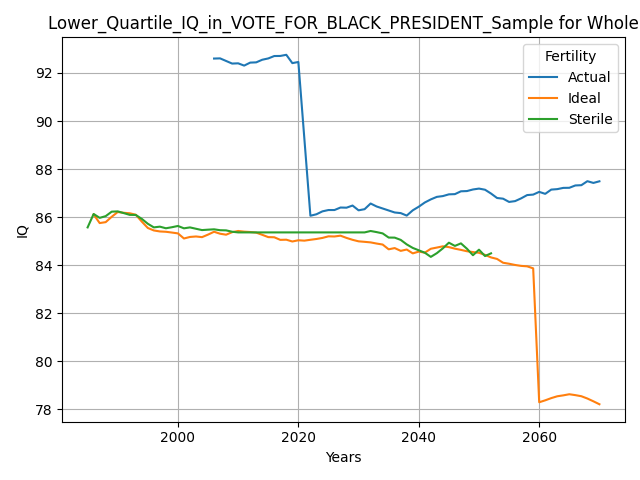 Lower_Quartile_IQ_in_VOTE_FOR_BLACK_PRESIDENT_Sample for Whole
Fertility
Actual
Ideal
Sterile
IQ
92
90
88
86
84
82
80
78
2000 2020 2040 2060
Years